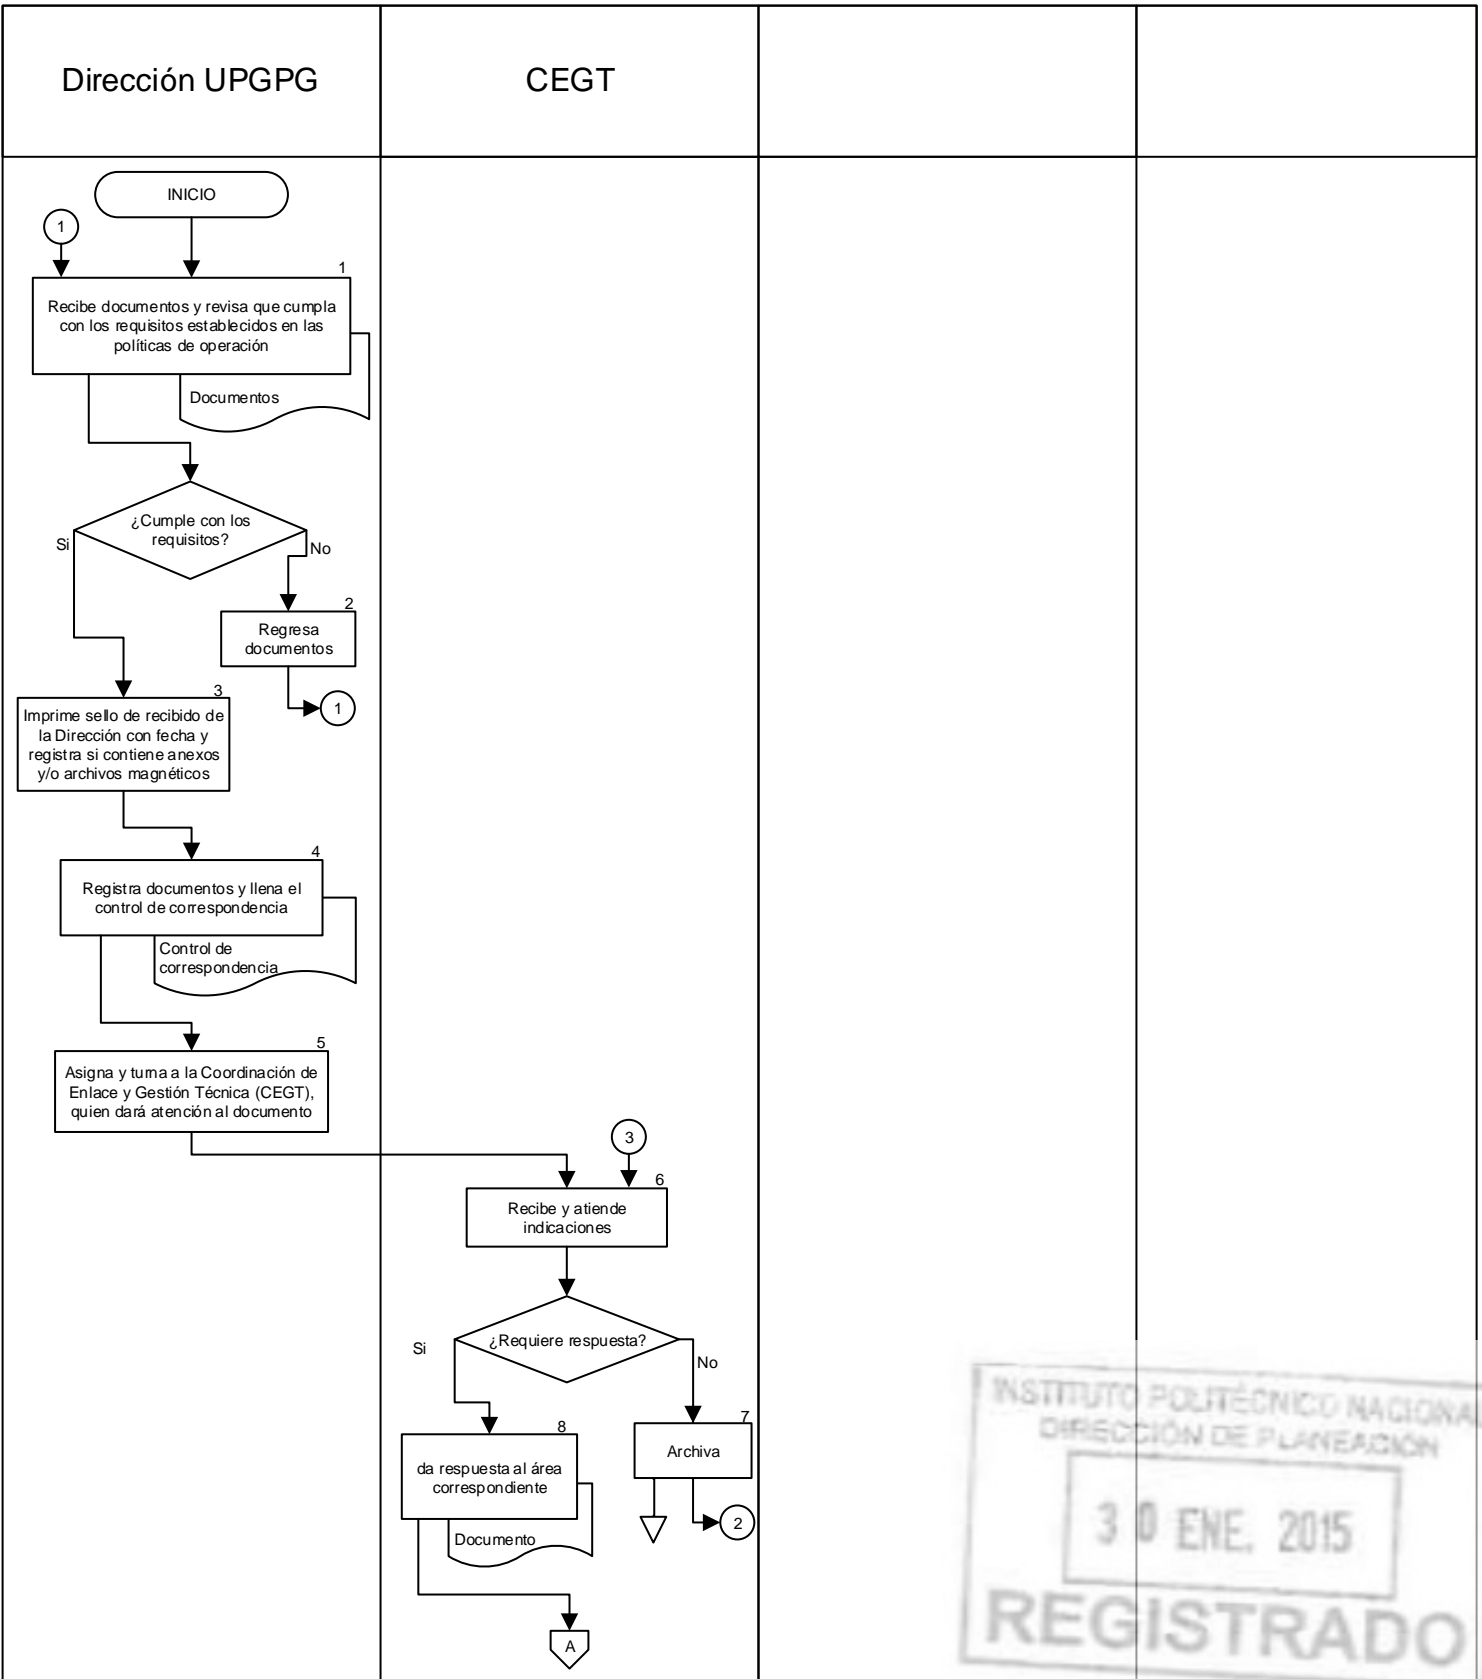 Dirección UPGPG
CEGT
INICIO
1
1
Recibe documentos y revisa que cumpla
con los requisitos establecidos en las
políticas de operación
Documentos
¿Cumple con los
requisitos?
Si
No
2
Regresa
documentos
1
3
Imprime sello de recibido de
la Dirección con fecha y
registra si contiene anexos
y/o archivos magnéticos
4
Registra documentos y llena el
control de correspondencia
Control de
correspondencia
5
Asigna y turna a la Coordinación de
Enlace y Gestión Técnica (CEGT),
quien dará atención al documento
3
6
Recibe y atiende
indicaciones
¿Requiere respuesta?
Si
No
8
da respuesta al área
correspondiente
Documento
7
Archiva
2
A
INSTITUTO POLITÉCNICO NACIONAL
DIRECCIÓN DE PLANEACIÓN
30 ENE. 2015
REGISTRADO